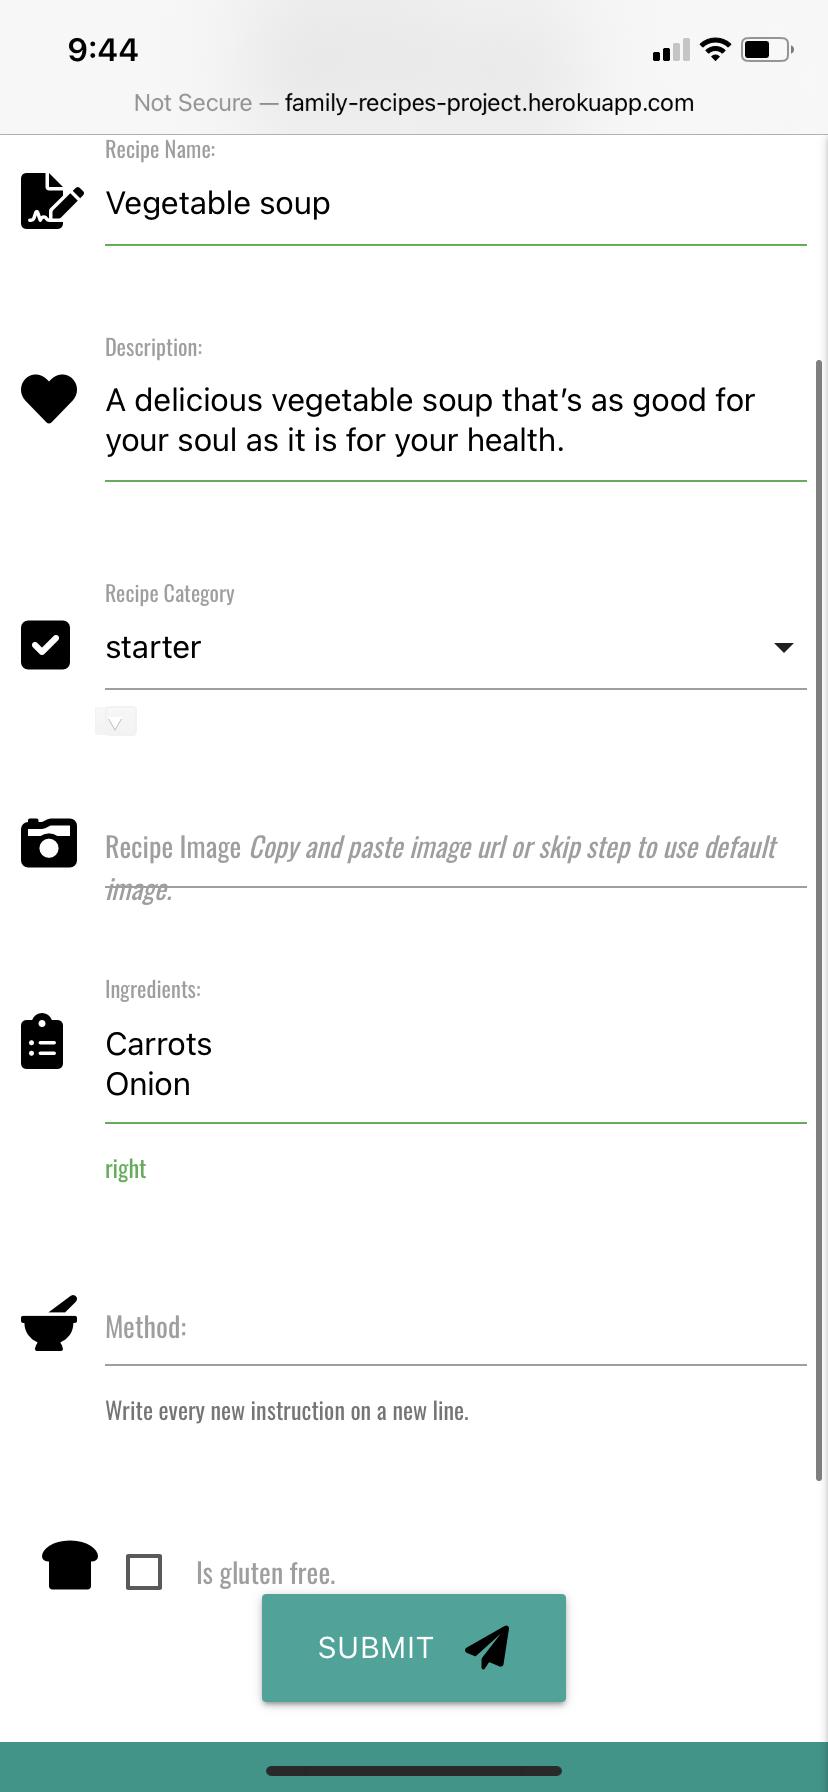 9:44
Not Secure — family-recipes-project.herokuapp.com
Recipe Name:
Vegetable soup
Description:
A delicious vegetable soup that’s as good for
your soul as it is for your health.
Recipe Category
starter
Recipe Image Copy and paste image url or skip step to use default
image.
Ingredients:
Carrots
Onion
right
Method:
Write every new instruction on a new line.
Is gluten free.
SUBMIT